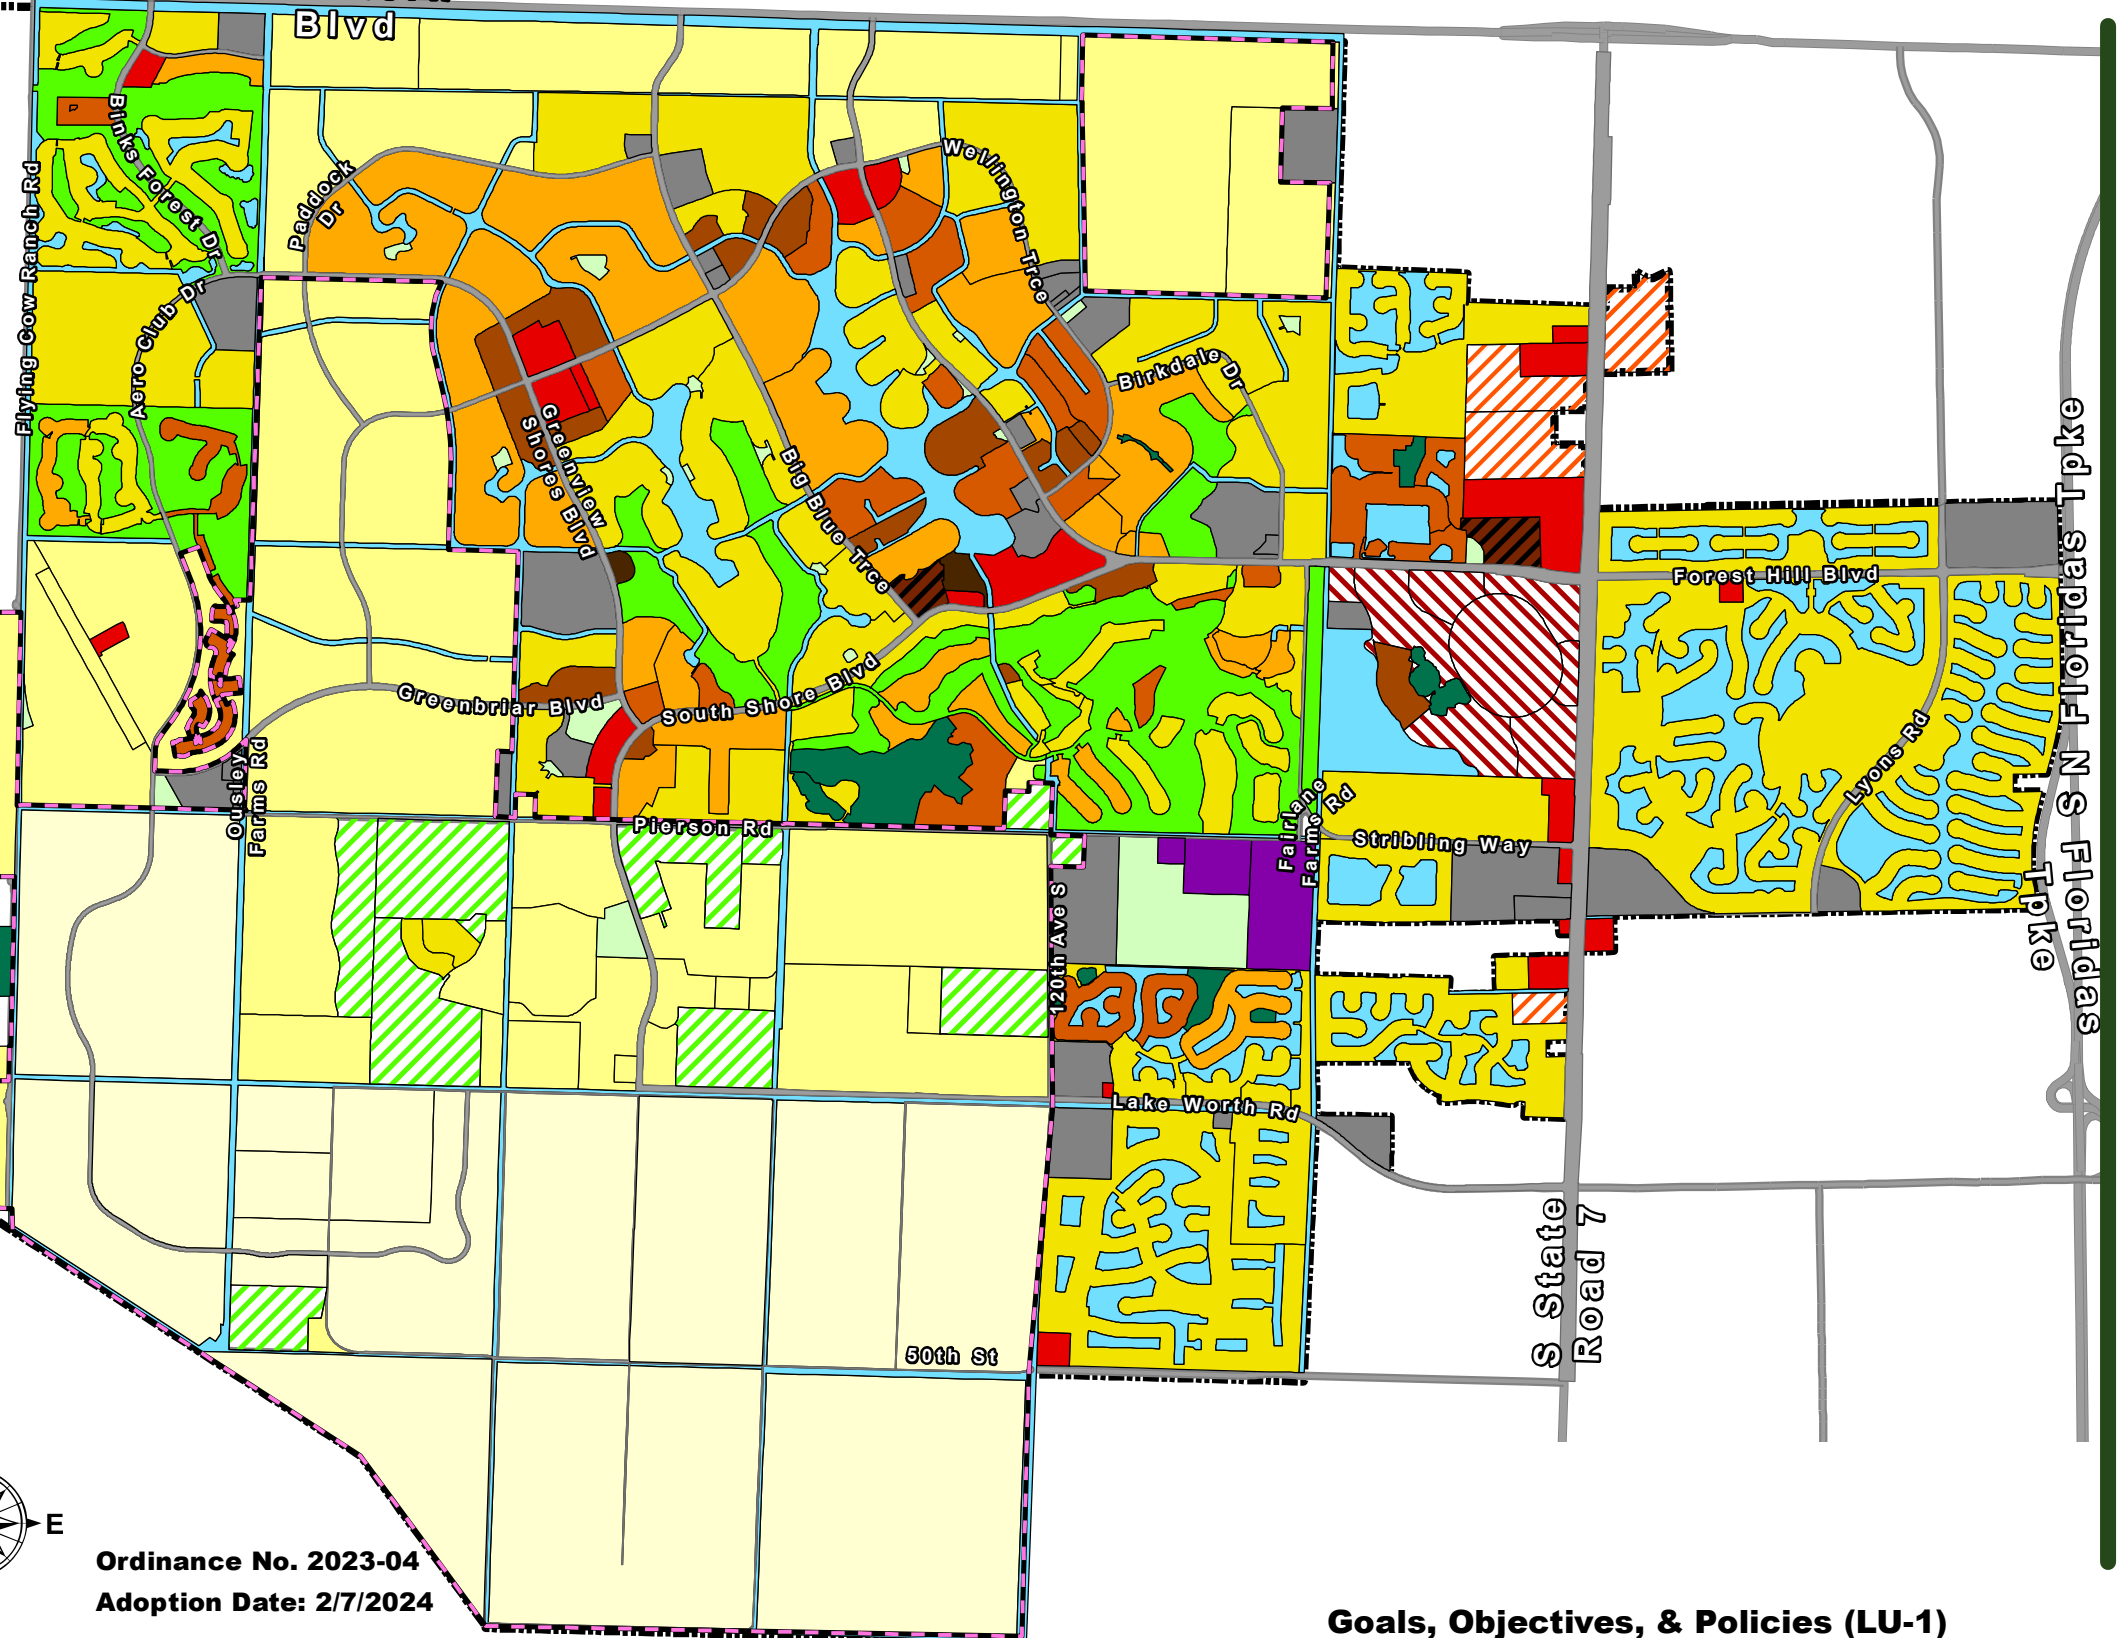 Blvd
Binks Forest Dr
Flying Cow Ranch Rd
Paddock
Dr
Wellington Trce
Aero Club Dr
Birkdale Dr
Greenview
Shores Blvd
Big Blue Trce
S N Floridas Tpke
Forest Hill Blvd
Greenbriar Blvd
South Shore Blvd
Lyons Rd
Ousley
Farms Rd
Pierson Rd
Fairlane
Farms Rd
Stribling Way
S Floridas
Tpke
120th Ave S
Lake Worth Rd
S State
Road 7
50th St
E
Ordinance No. 2023-04
Adoption Date: 2/7/2024
Goals, Objectives, & Policies (LU-1)